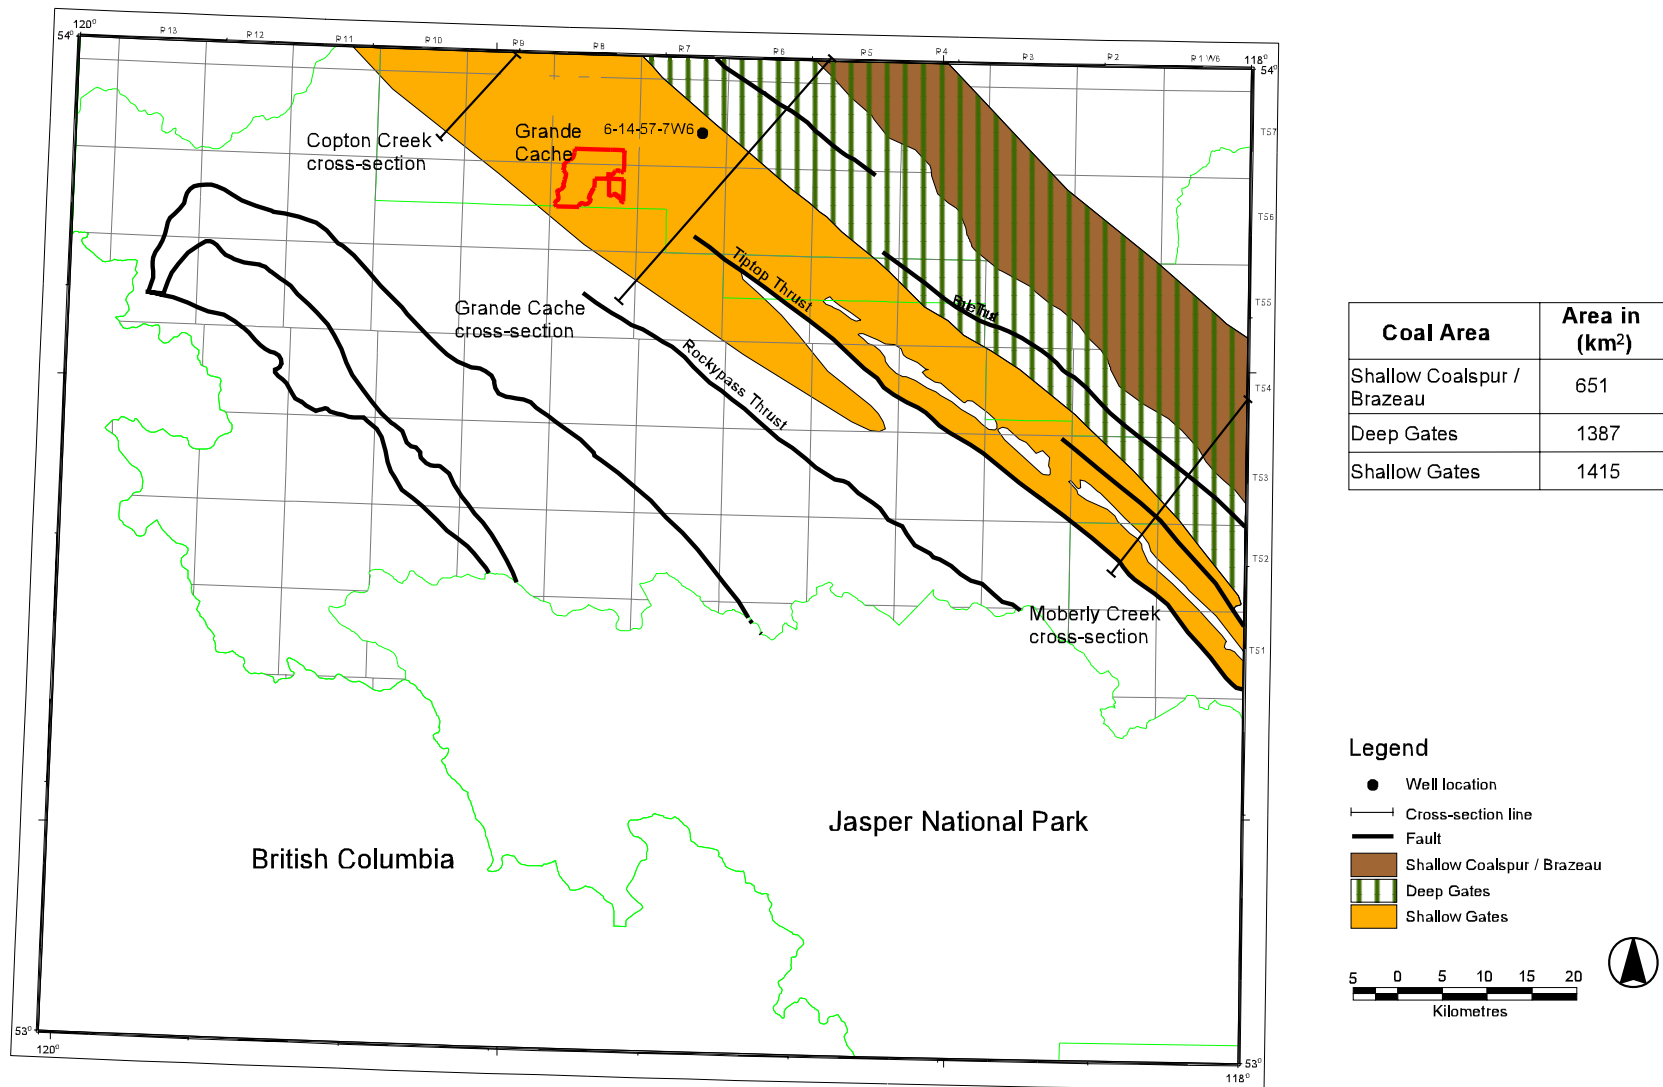 120°
54°
R 13
R 12
R 11
R 10
R 9
R 8
R 7
R 6
R 5
R 4
R 3
R 2
R 1 W6
118°
54°
T57
T56
T55
T54
T53
T52
T51
Copton Creek
cross-section
Grande
Cache
6-14-57-7W6
Grande Cache
cross-section
Tiptop Thrust
Rockypass Thrust
Moberly Creek
cross-section
Jasper National Park
British Columbia
53°
120°
53°
118°
Coal Area
Area in
(km²)
Shallow Coalspur /
Brazeau
651
Deep Gates
1387
Shallow Gates
1415
Legend
Well location
Cross-section line
Fault
Shallow Coalspur / Brazeau
Deep Gates
Shallow Gates
5 0 5 10 15 20
Kilometres